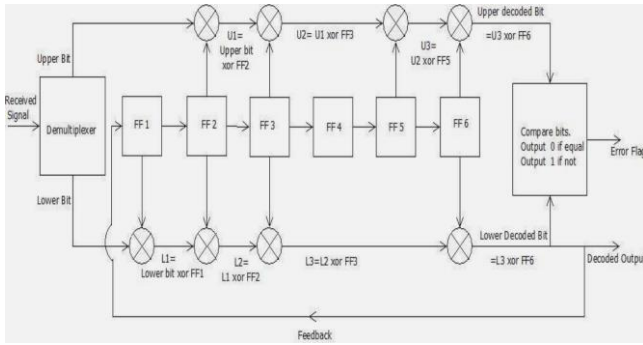 U1=
Upper bit
xor FF2
U2= U1 xor FF3
U3=
U2 xor
FF5
Upper decoded Bit
=U3 xor FF6
Upper Bit
Received
Signal
Demultiplexer
FF 1
FF 2
FF 3
FF 4
FF 5
FF 6
Compare bits.
Output 0 if equal
Output 1 if not
Error Flag
Lower Bit
L1=
Lower bit xor FF1
L2=
L1 xor FF2
L3=L2 xor FF3
Lower Decoded Bit
=L3 xor FF6
Decoded Output
Feedback